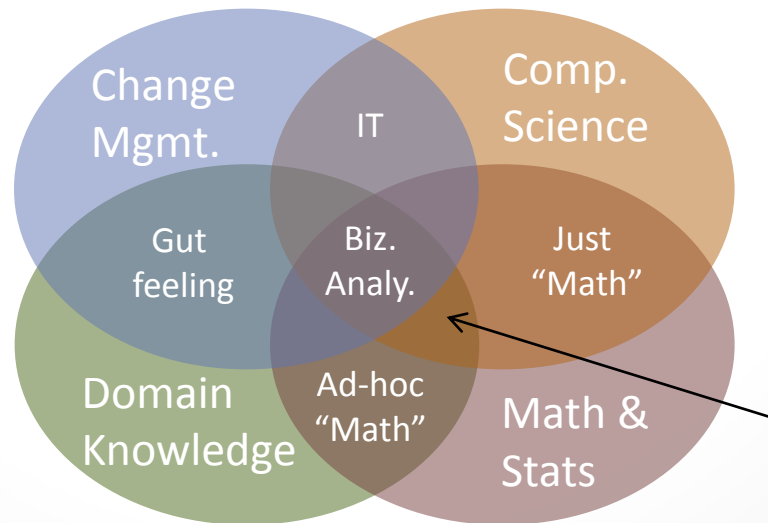 Change
Mgmt.
IT
Comp.
Science
Gut
feeling
Biz.
Analy.
Just
“Math”
Domain
Knowledge
Ad-hoc
“Math”
Math &
Stats